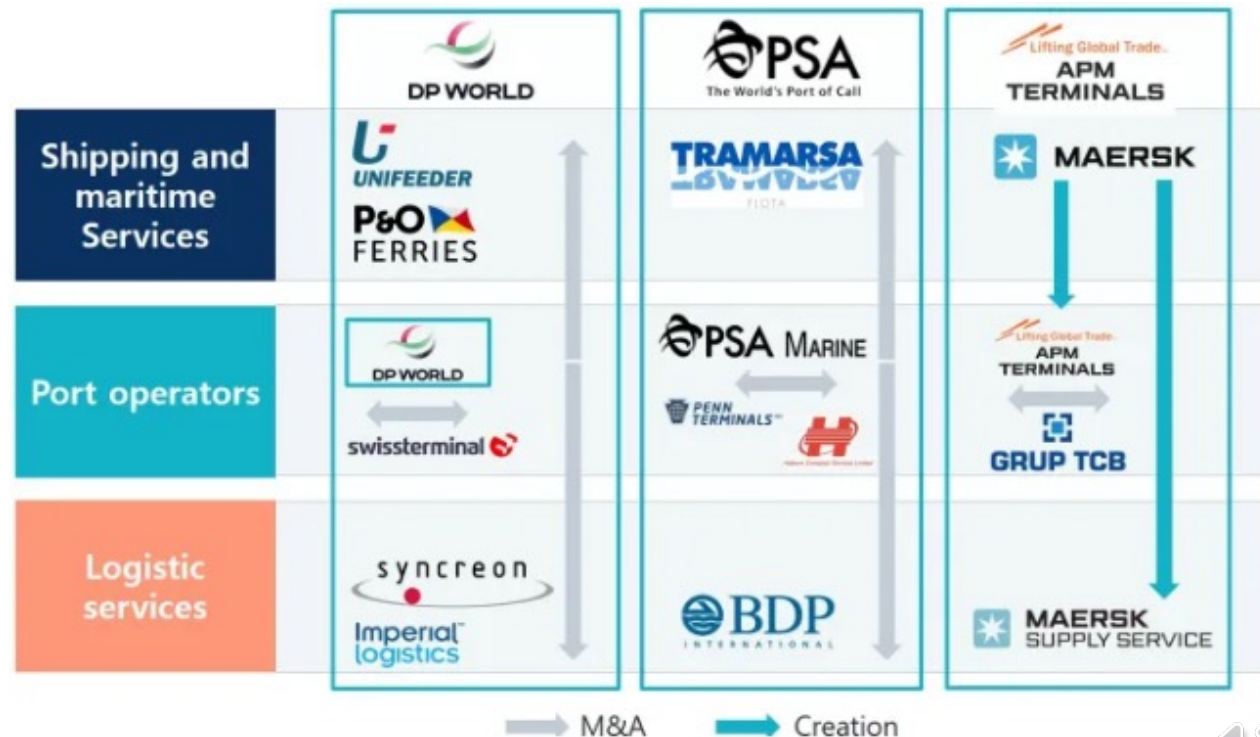 DP WORLD
PSA
The World's Port of Call
Lifting Global Trade.
APM
TERMINALS
Shipping and
maritime
Services
UNIFEEDER
P&O
FERRIES
TRAMARSA
FLOTA
MAERSK
Port operators
DP WORLD
swissterminal
PSA MARINE
PENN
TERMINALS
Lifting Global Trade.
APM
TERMINALS
GRUP TCB
Logistic
services
syncreon
Imperial
logistics
BDP
INTERNATIONAL
MAERSK
SUPPLY SERVICE
M&A
Creation